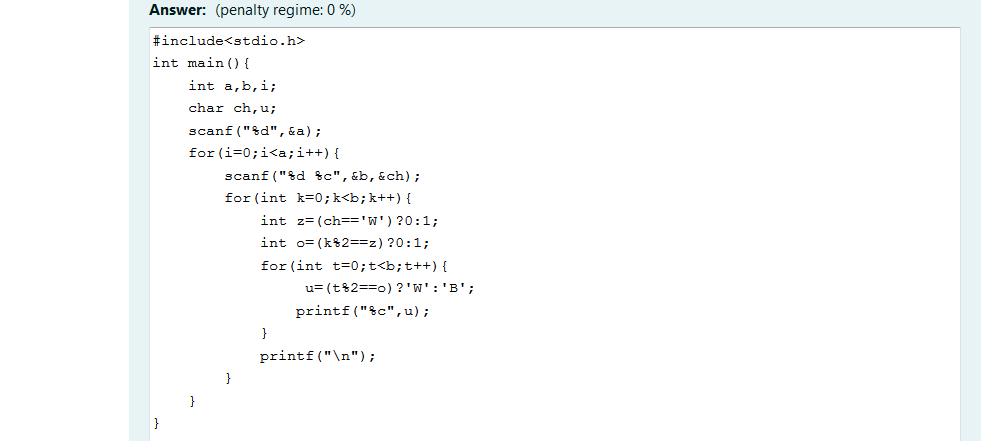 Answer: (penalty regime: 0 %)
#include<stdio.h>
int main(){
    int a,b,i;
    char ch,u;
    scanf("%d",&a);
    for(i=0;i<a;i++){
        scanf("%d %c",&b,&ch);
        for(int k=0;k<b;k++){
            int z=(ch=='W')?0:1;
            int o=(k%2==z)?0:1;
            for(int t=0;t<b;t++){
                 u=(t%2==o)?'W':'B';
                printf("%c",u);
            }
            printf("\n");
        }
    }
}